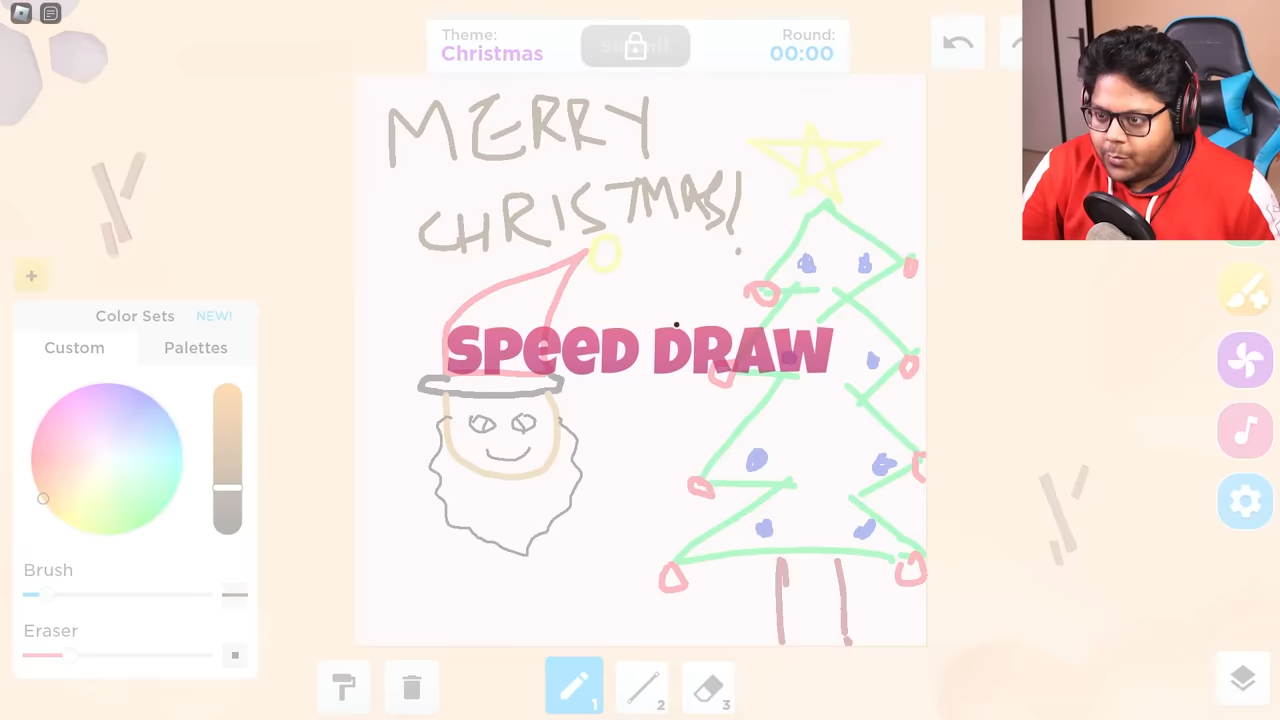 Theme:
Christmas
Round:
00:00
MERRY
CHRISTMAS!
SPEED DRAW
Color Sets NEW!
Custom Palettes
Brush
Eraser
1 2 3